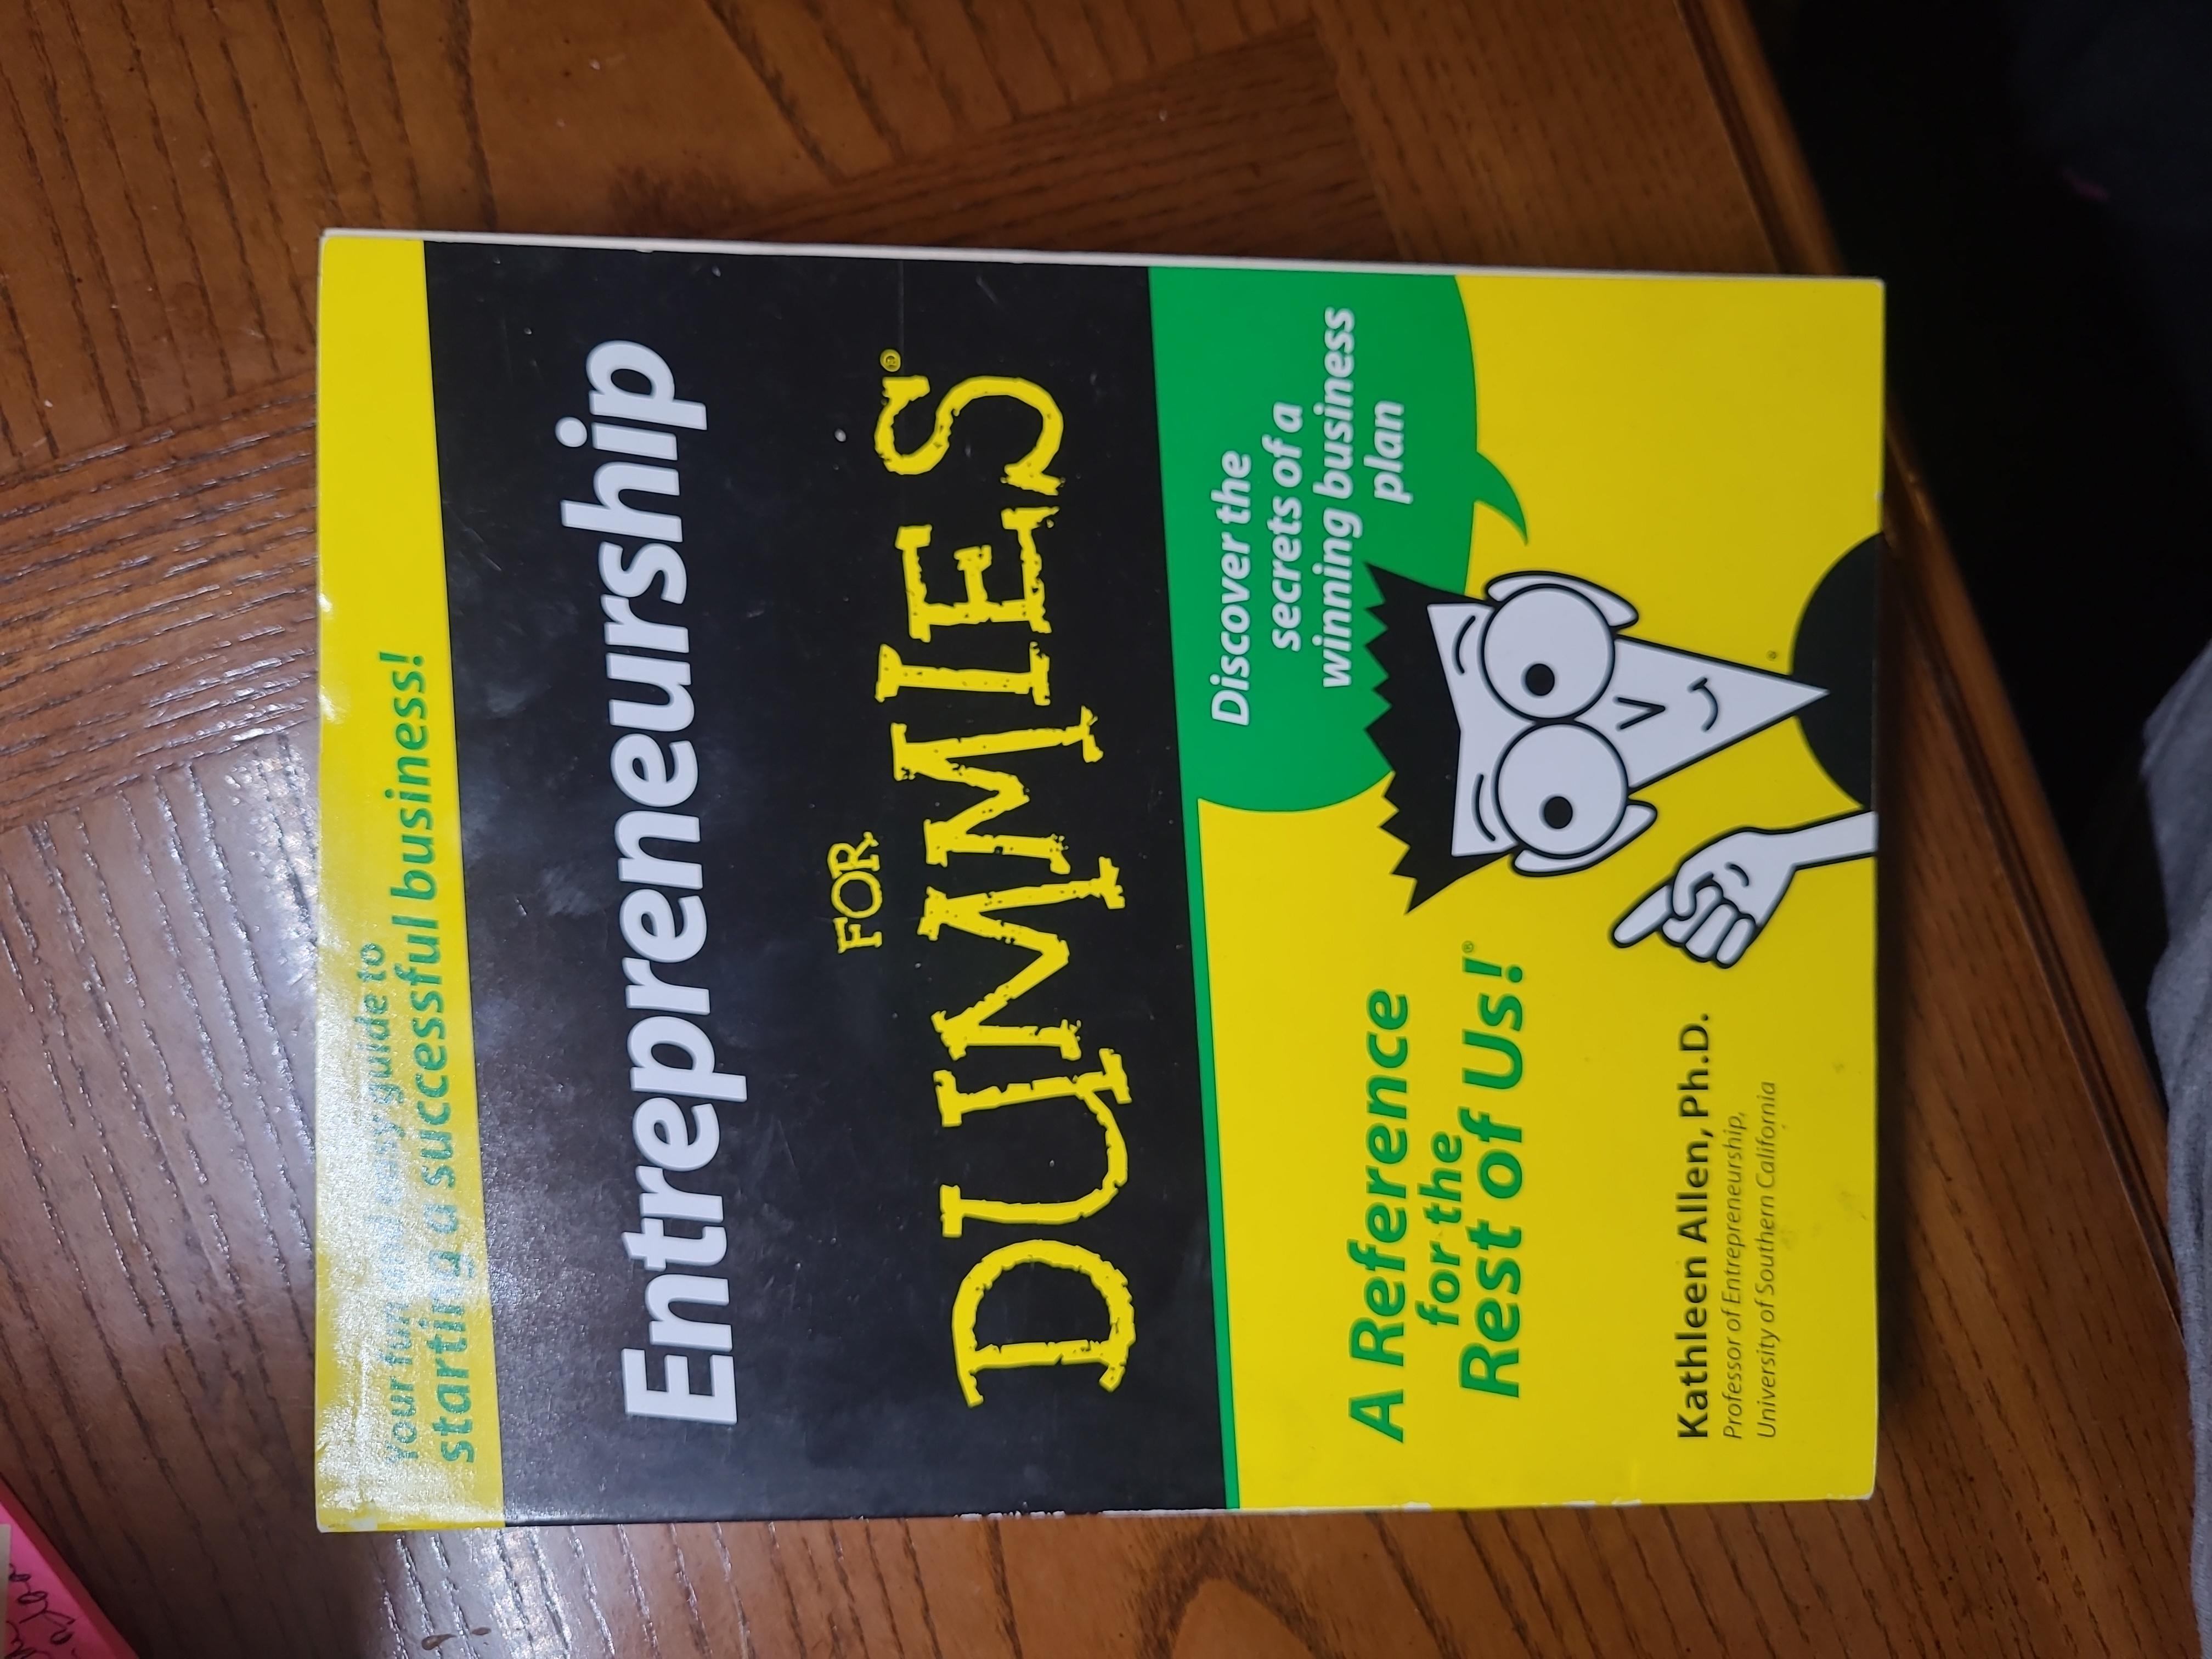 Your fun and easy guide to
starting a successful business!
Entrepreneurship
FOR
DUMMIES®
Discover the
secrets of a
winning business
plan
A Reference
for the
Rest of Us!®
Kathleen Allen, Ph.D.
Professor of Entrepreneurship,
University of Southern California